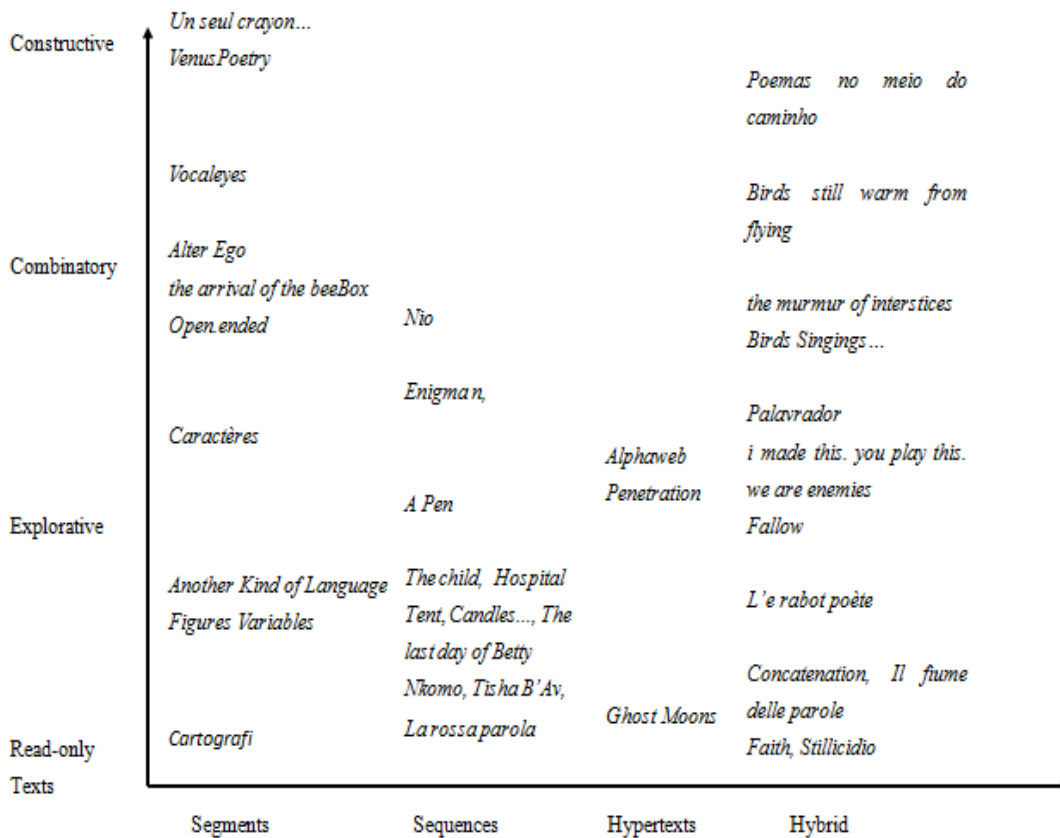 Constructive
Un seul crayon…
VenusPoetry
Poemas no meio do
caminho
Vocaleyes
Birds still warm from
flying
Combinatory
Alter Ego
the arrival of the beeBox
Open.ended
Nio
the murmur of interstices
Birds Singings…
Enigma n,
Caractères
Palavrador
i made this. you play this.
we are enemies
Fallow
Alphaweb
Penetration
A Pen
Explorative
Another Kind of Language
Figures Variables
The child, Hospital
Tent, Candles..., The
last day of Betty
Nkomo, Tisha B'Av,
La rossa parola
L'e rabot poète
Ghost Moons
Concatenation, Il fiume
delle parole
Faith, Stillicidio
Cartografi
Read-only
Texts
Segments
Sequences
Hypertexts
Hybrid